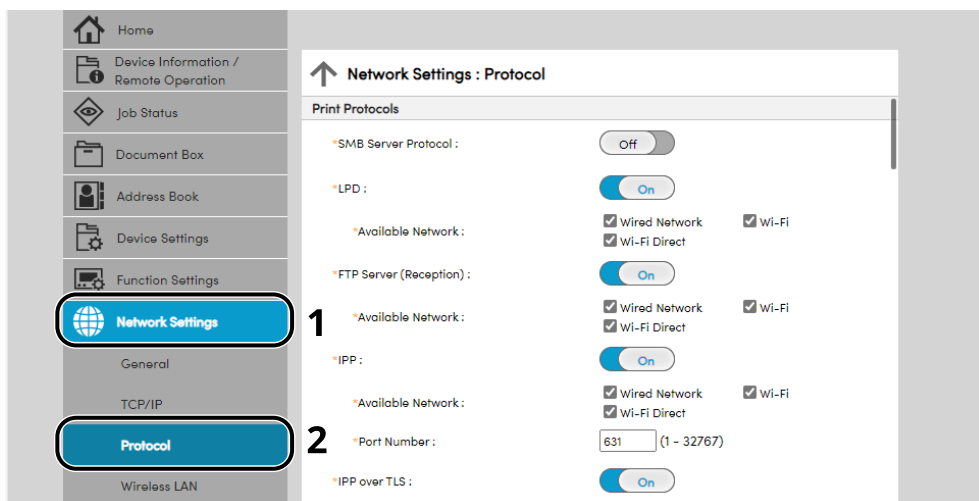 Home
Device Information /
Remote Operation
Job Status
Document Box
Address Book
Device Settings
Function Settings
Network Settings
1
General
TCP/IP
Protocol
2
Wireless LAN
Network Settings : Protocol
Print Protocols
*SMB Server Protocol : Off
*LPD : On
*Available Network : Wired Network Wi-Fi
Wi-Fi Direct
*FTP Server (Reception) : On
*Available Network : Wired Network Wi-Fi
Wi-Fi Direct
*IPP : On
*Available Network : Wired Network Wi-Fi
Wi-Fi Direct
*Port Number : 631 (1 - 32767)
*IPP over TLS : On